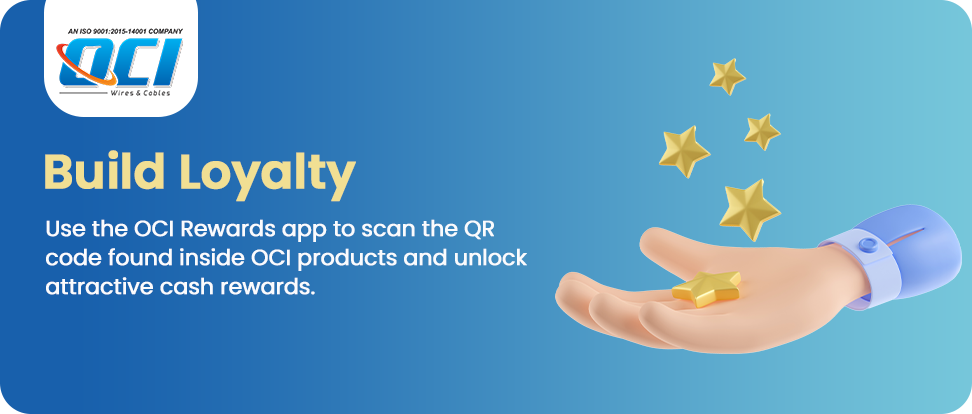 AN ISO 9001:2015-14001 COMPANY
OCI
Wires & Cables
Build Loyalty
Use the OCI Rewards app to scan the QR
code found inside OCI products and unlock
attractive cash rewards.